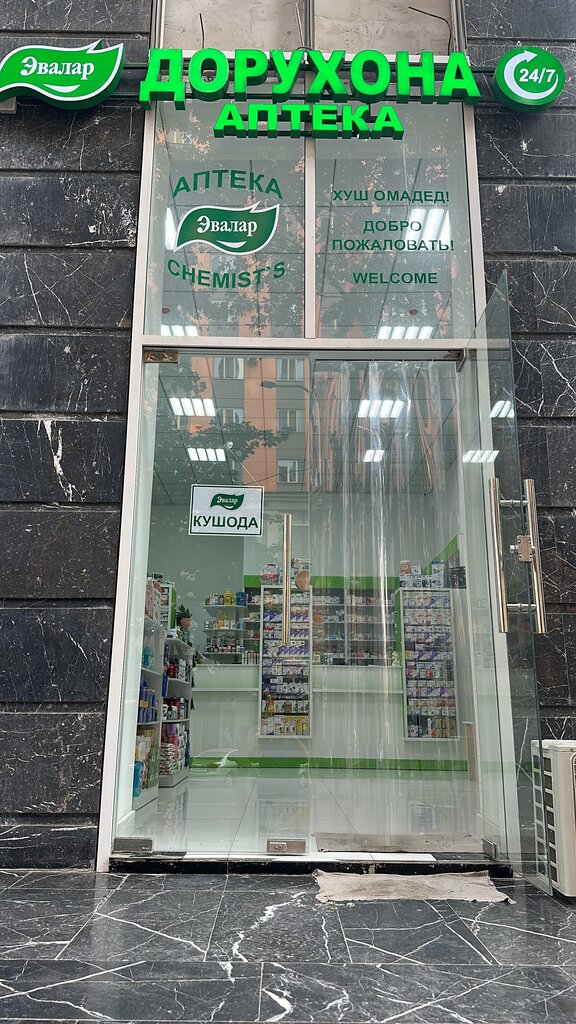 Эвалар
ДОРУХОНА
24/7
АПТЕКА
АПТЕКА
Эвалар
CHEMIST'S
ХУШ ОМАДЕД!
ДОБРО
ПОЖАЛОВАТЬ!
WELCOME
Эвалар
КУШОДА